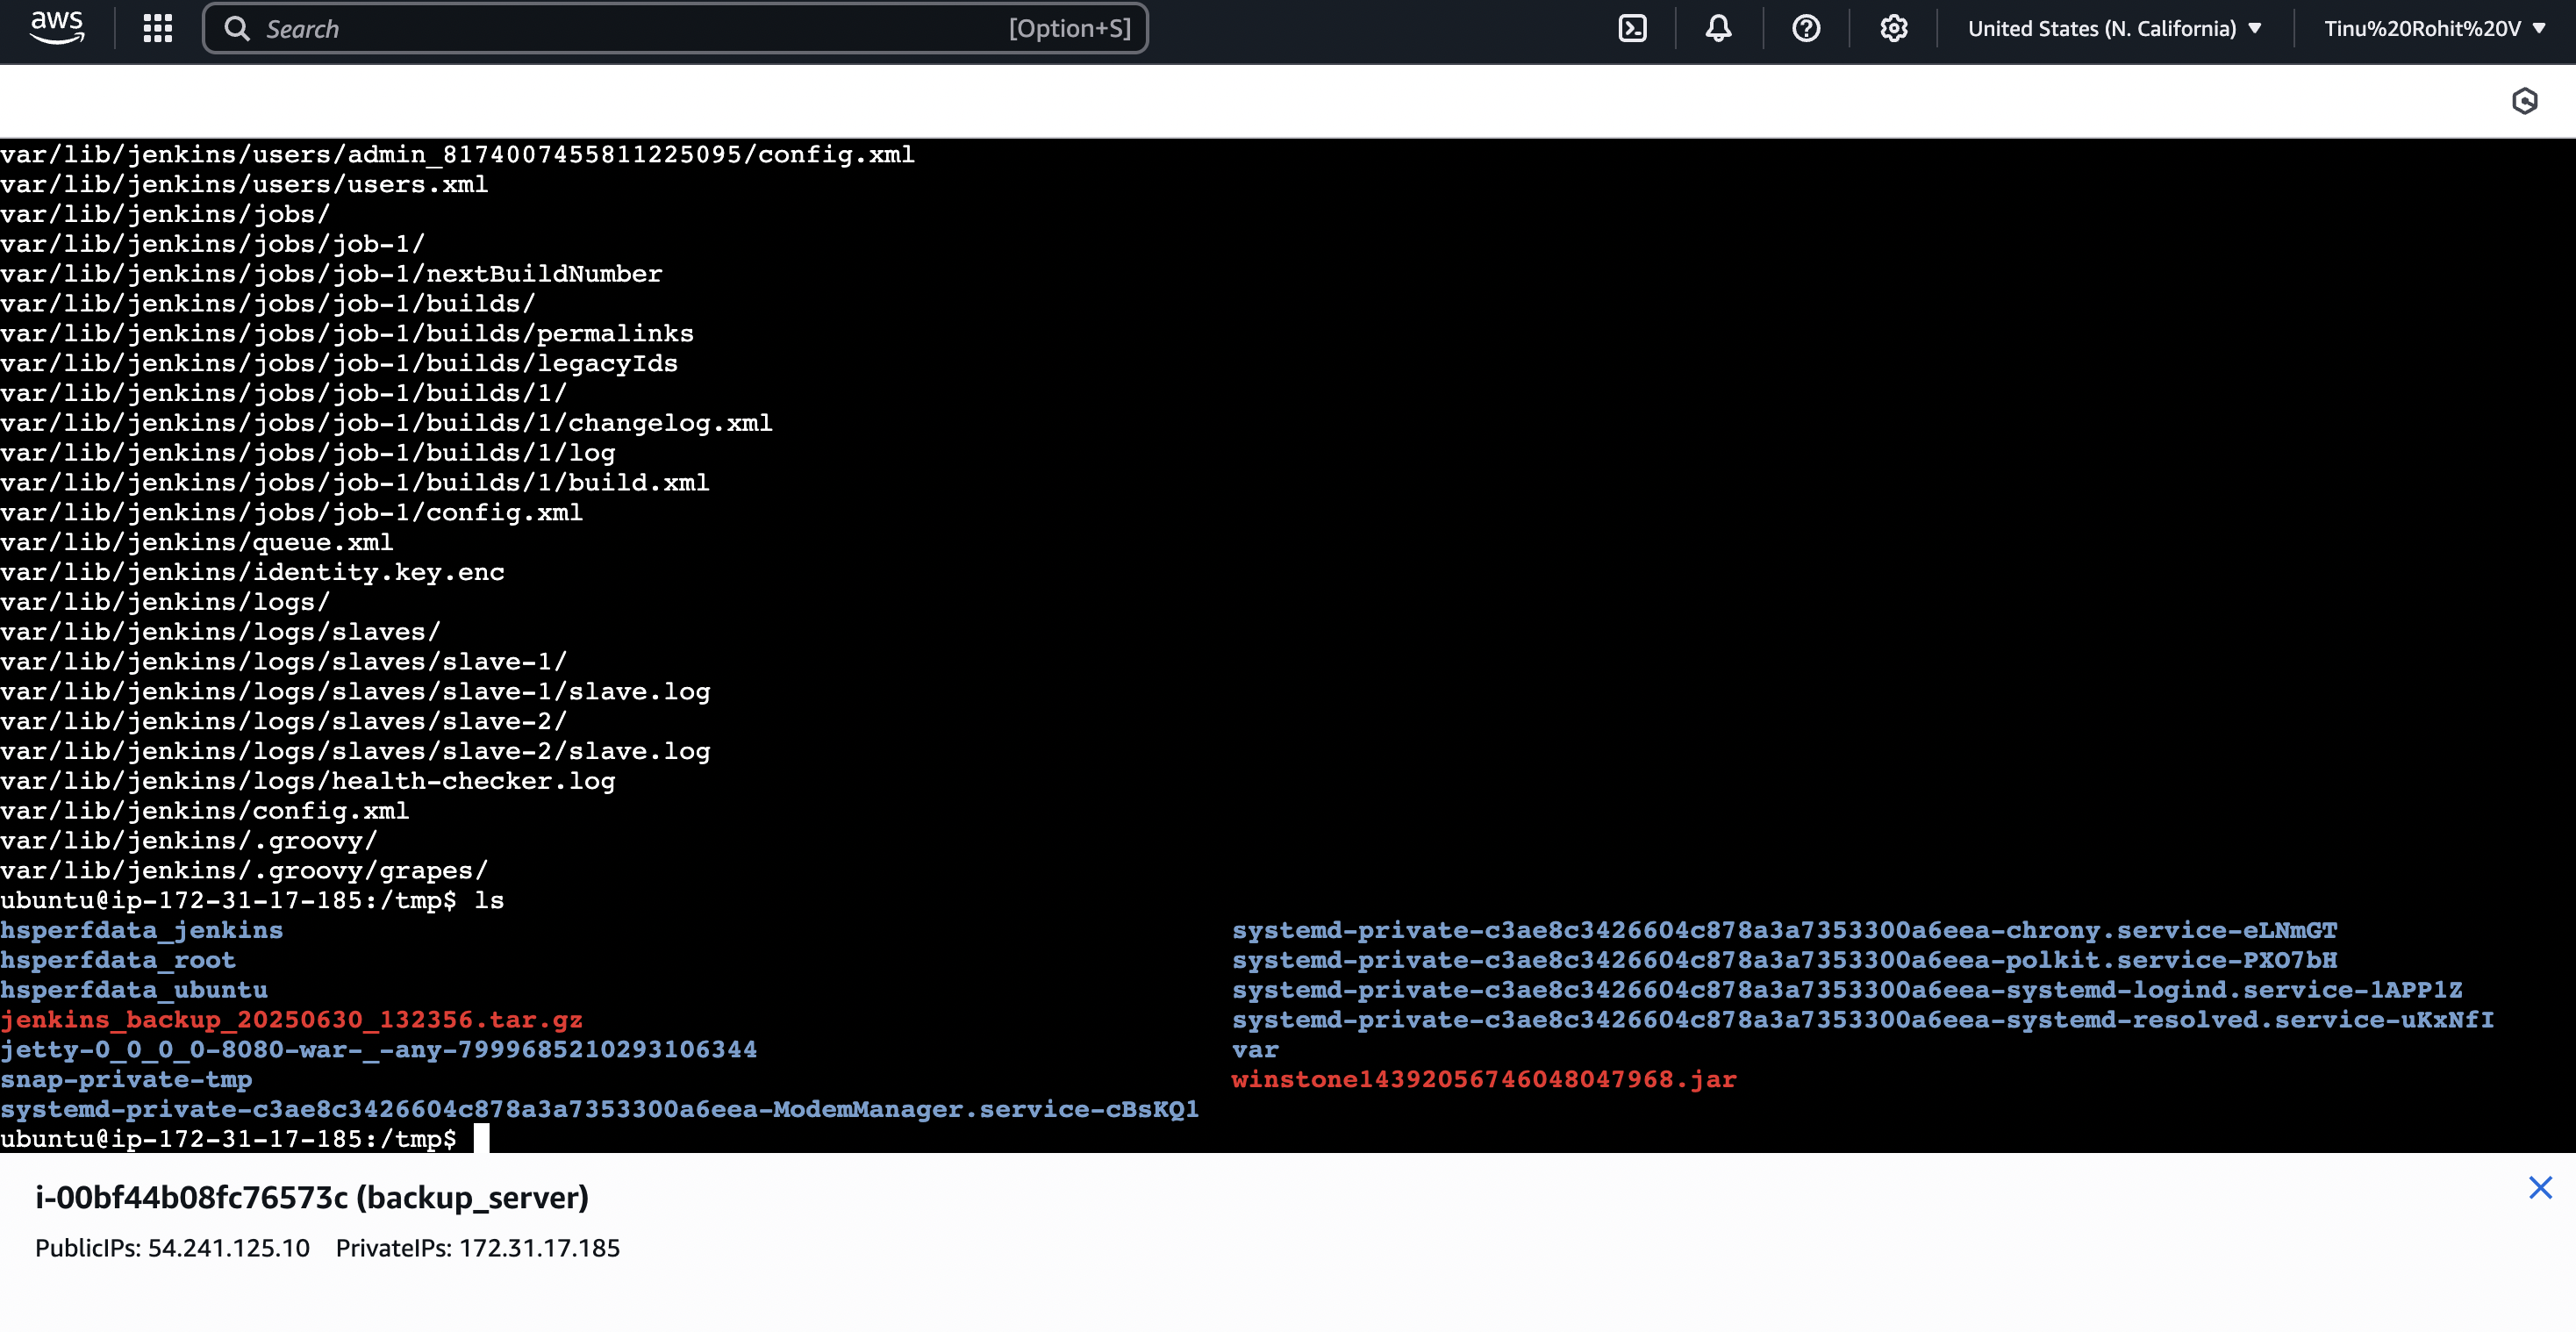 aws Search [Option+S] United States (N. California) Tinu%20Rohit%20V
var/lib/jenkins/users/admin_8174007455811225095/config.xml
var/lib/jenkins/users/users.xml
var/lib/jenkins/jobs/
var/lib/jenkins/jobs/job-1/
var/lib/jenkins/jobs/job-1/nextBuildNumber
var/lib/jenkins/jobs/job-1/builds/
var/lib/jenkins/jobs/job-1/builds/permalinks
var/lib/jenkins/jobs/job-1/builds/legacyIds
var/lib/jenkins/jobs/job-1/builds/1/
var/lib/jenkins/jobs/job-1/builds/1/changelog.xml
var/lib/jenkins/jobs/job-1/builds/1/log
var/lib/jenkins/jobs/job-1/builds/1/build.xml
var/lib/jenkins/jobs/job-1/config.xml
var/lib/jenkins/queue.xml
var/lib/jenkins/identity.key.enc
var/lib/jenkins/logs/
var/lib/jenkins/logs/slaves/
var/lib/jenkins/logs/slaves/slave-1/
var/lib/jenkins/logs/slaves/slave-1/slave.log
var/lib/jenkins/logs/slaves/slave-2/
var/lib/jenkins/logs/slaves/slave-2/slave.log
var/lib/jenkins/logs/health-checker.log
var/lib/jenkins/config.xml
var/lib/jenkins/.groovy/
var/lib/jenkins/.groovy/grapes/
ubuntu@ip-172-31-17-185:/tmp$ ls
hsperfdata_jenkins systemd-private-c3ae8c3426604c878a3a7353300a6eea-chrony.service-eLNmGT
hsperfdata_root systemd-private-c3ae8c3426604c878a3a7353300a6eea-polkit.service-PXO7bH
hsperfdata_ubuntu systemd-private-c3ae8c3426604c878a3a7353300a6eea-systemd-logind.service-1APP1Z
jenkins_backup_20250630_132356.tar.gz systemd-private-c3ae8c3426604c878a3a7353300a6eea-systemd-resolved.service-uKxNfI
jetty-0_0_0_0-8080-war-_-any-7999685210293106344 var
snap-private-tmp winstone14392056746048047968.jar
systemd-private-c3ae8c3426604c878a3a7353300a6eea-ModemManager.service-cBsKQ1
ubuntu@ip-172-31-17-185:/tmp$
i-00bf44b08fc76573c (backup_server)
PublicIPs: 54.241.125.10 PrivateIPs: 172.31.17.185